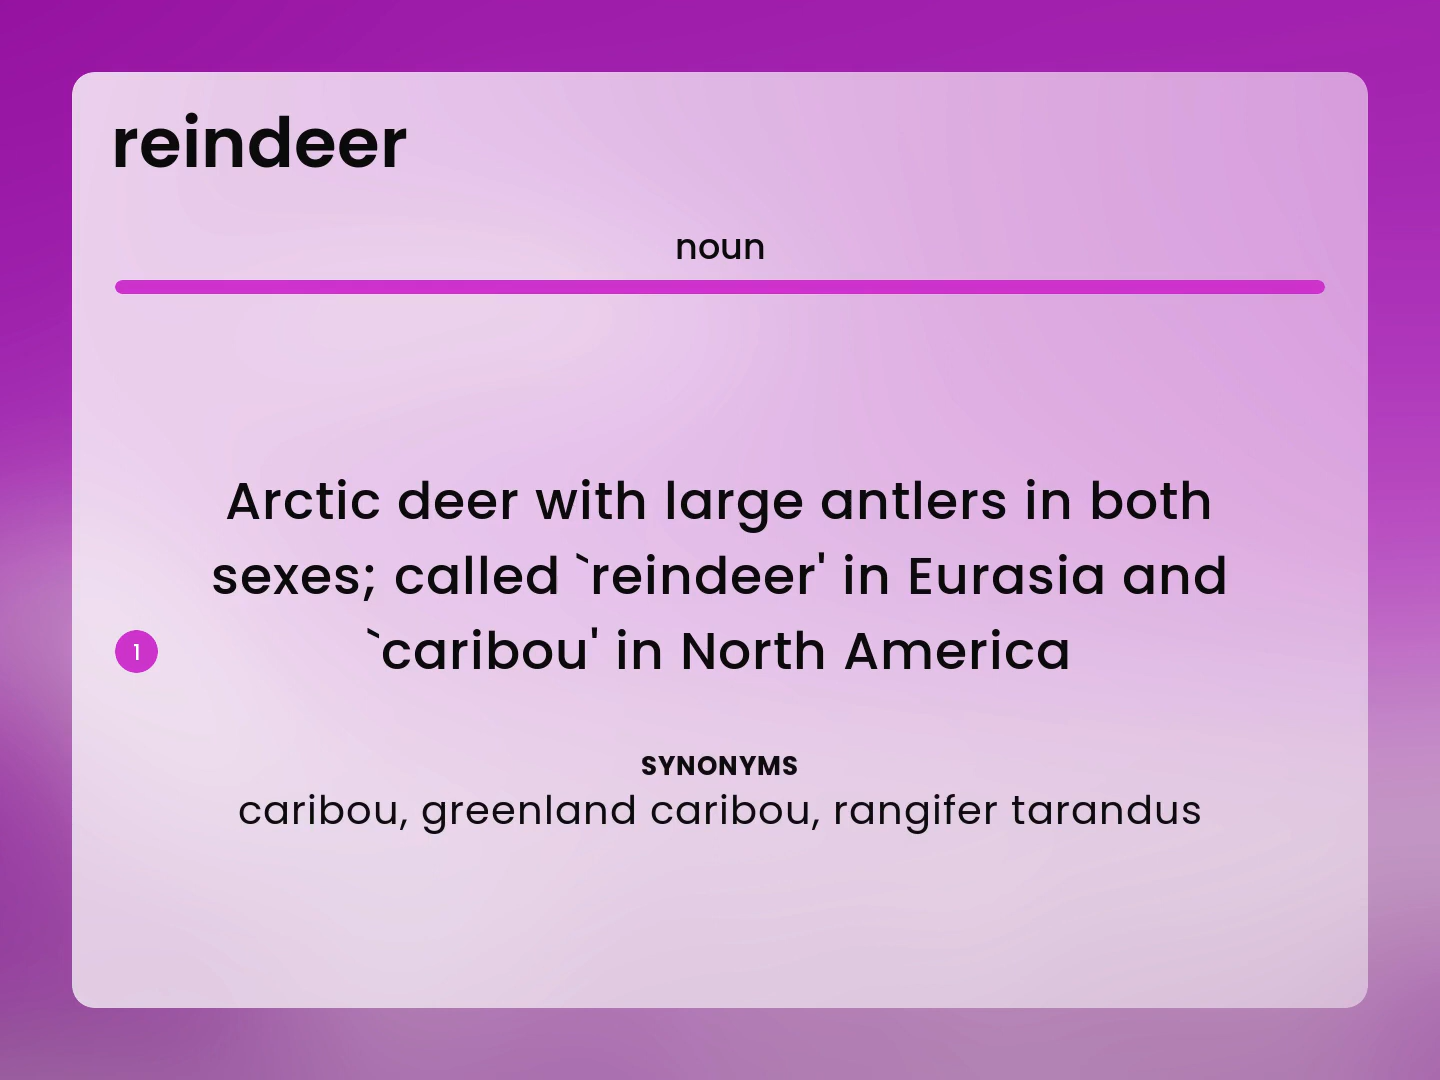 reindeer
noun
Arctic deer with large antlers in both
sexes; called `reindeer' in Eurasia and
`caribou' in North America
1
SYNONYMS
caribou, greenland caribou, rangifer tarandus